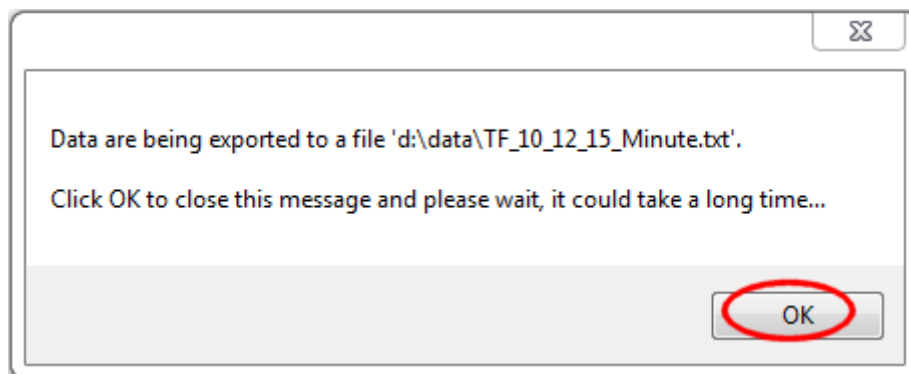 Data are being exported to a file 'd:\data\TF_10_12_15_Minute.txt'.
Click OK to close this message and please wait, it could take a long time...
OK